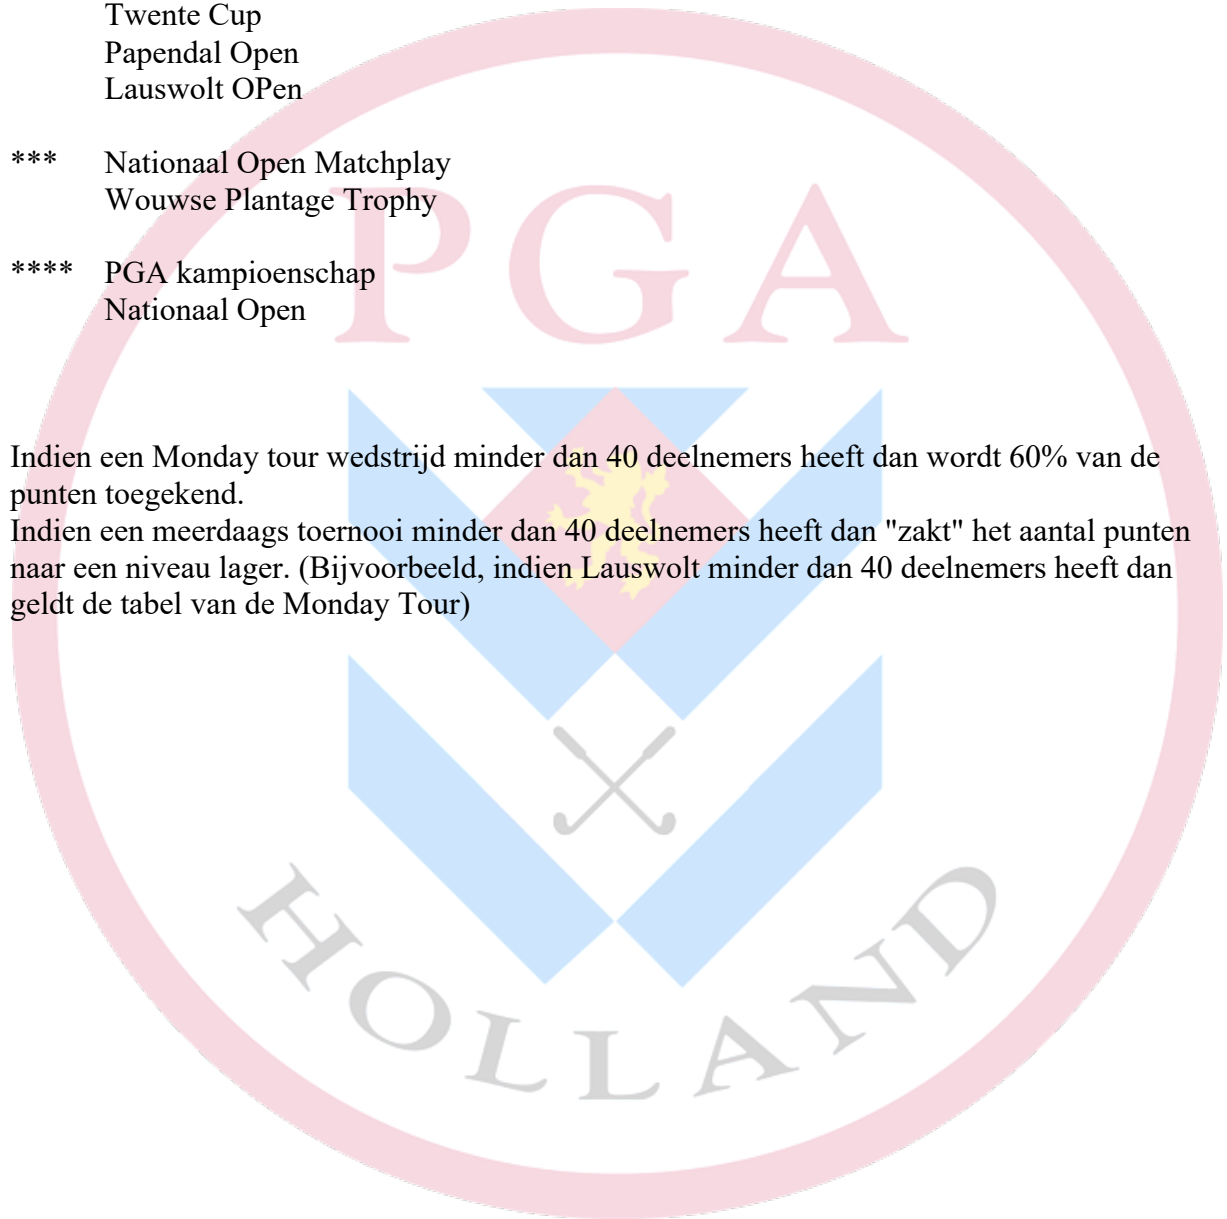 Twente Cup
Papendal Open
Lauswolt OPen
*** Nationaal Open Matchplay
Wouwse Plantage Trophy
**** PGA kampioenschap
Nationaal Open
PGA
Indien een Monday tour wedstrijd minder dan 40 deelnemers heeft dan wordt 60% van de
punten toegekend.
Indien een meerdaags toernooi minder dan 40 deelnemers heeft dan "zakt" het aantal punten
naar een niveau lager. (Bijvoorbeeld, indien Lauswolt minder dan 40 deelnemers heeft dan
geldt de tabel van de Monday Tour)
HOLLAND